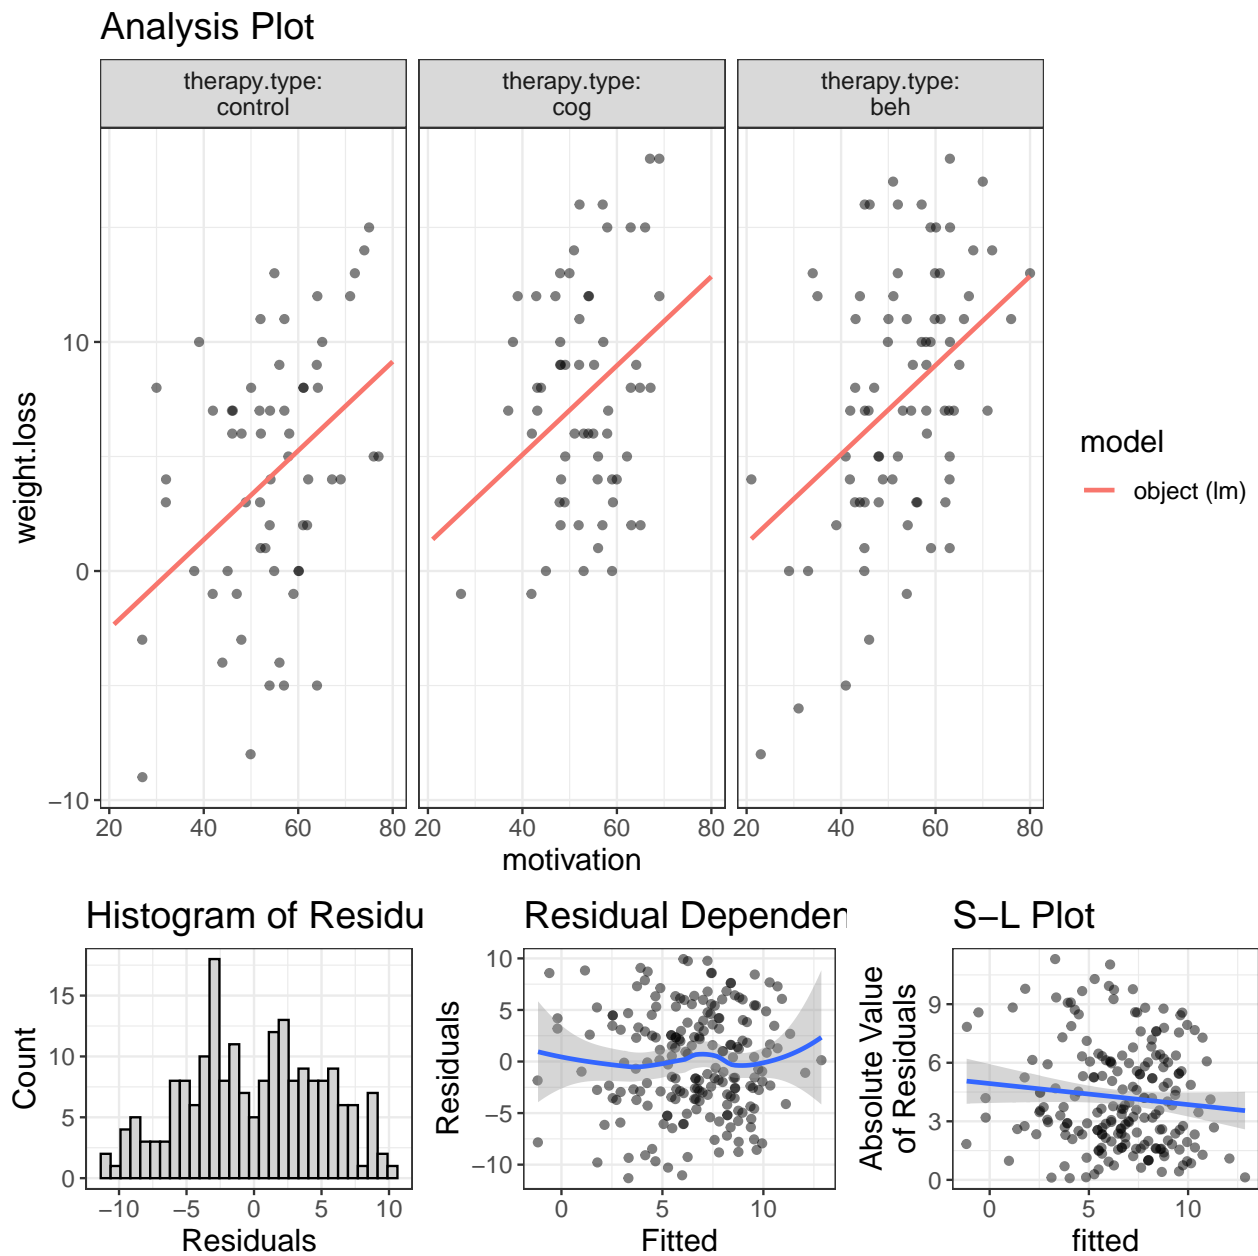 Analysis Plot
therapy.type:
control
therapy.type:
cog
therapy.type:
beh
weight.loss
10
0
−10
20 40 60 80
20 40 60 80
20 40 60 80
motivation
model
object (lm)
Histogram of Residu
Count
15
10
5
0
−10 −5 0 5 10
Residuals
Residual Dependen
Residuals
10
5
0
−5
−10
0 5 10
Fitted
S−L Plot
Absolute Value
of Residuals
9
6
3
0
0 5 10
fitted